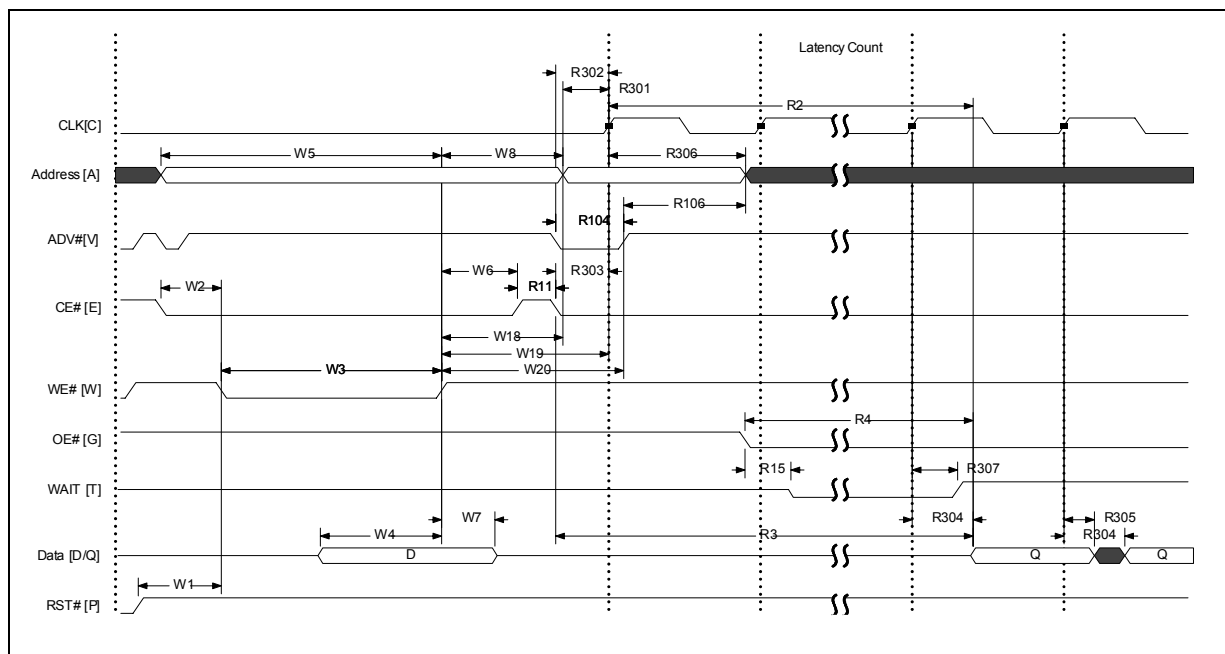 Latency Count
R302
R301
R2
CLK[C]
W5 W8 R306
Address [A]
R106
R104
ADV#[V]
W6 R303
W2 R11
CE# [E]
W18
W19
W3 W20
WE# [W]
R4
OE# [G]
R15 R307
WAIT [T]
W7 R304 R305
W4 R3 R304
Data [D/Q] D Q Q
W1
RST# [P]